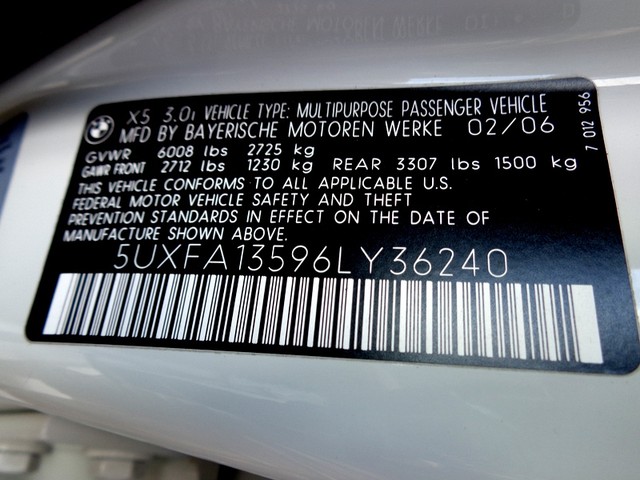 X5 3.0i VEHICLE TYPE: MULTIPURPOSE PASSENGER VEHICLE
MFD BY BAYERISCHE MOTOREN WERKE 02/06
GVWR 6008 lbs 2725 kg
GAWR FRONT 2712 lbs 1230 kg REAR 3307 lbs 1500 kg
THIS VEHICLE CONFORMS TO ALL APPLICABLE U.S.
FEDERAL MOTOR VEHICLE SAFETY AND THEFT
PREVENTION STANDARDS IN EFFECT ON THE DATE OF
MANUFACTURE SHOWN ABOVE.
5UXFA13596LY36240
7 012 956